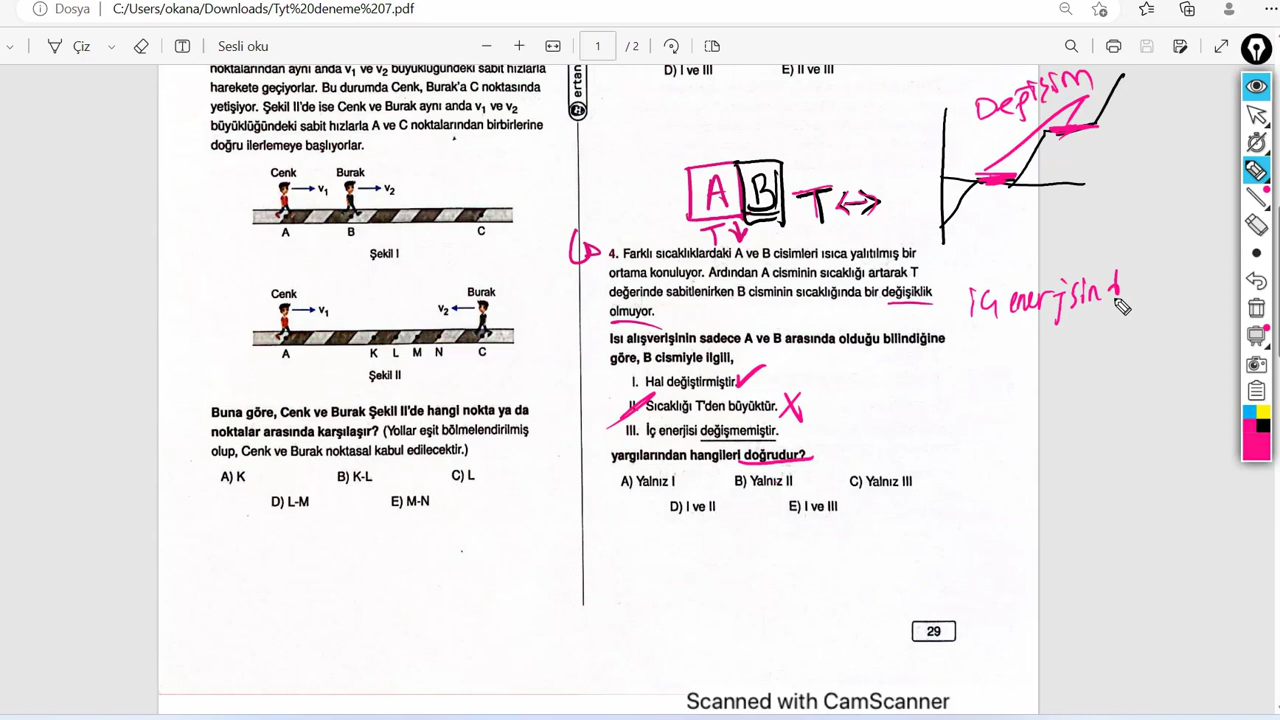 Dosya
C:/Users/okana/Downloads/Tyt%20deneme%207.pdf
Çiz
Sesli oku
1
/ 2
noktalarından aynı anda v1 ve v2 büyüklüğündeki sabit hızlarla
harekete geçiyorlar. Bu durumda Cenk, Burak'a C noktasında
yetişiyor. Şekil II'de ise Cenk ve Burak aynı anda v1 ve v2
büyüklüğündeki sabit hızlarla A ve C noktalarından birbirlerine
doğru ilerlemeye başlıyorlar.
Cenk
Burak
v1
v2
A
B
C
Şekil I
Cenk
Burak
v1
v2
A
K
L
M
N
C
Şekil II
Buna göre, Cenk ve Burak Şekil II'de hangi nokta ya da
noktalar arasında karşılaşır? (Yollar eşit bölmelendirilmiş
olup, Cenk ve Burak noktasal kabul edilecektir.)
A) K
B) K-L
C) L
D) L-M
E) M-N
ertan
D) I ve III
E) II ve III
A
B
T
T
4. Farklı sıcaklıklardaki A ve B cisimleri ısıca yalıtılmış bir
ortama konuluyor. Ardından A cisminin sıcaklığı artarak T
değerinde sabitlenirken B cisminin sıcaklığında bir değişiklik
olmuyor.
Isı alışverişinin sadece A ve B arasında olduğu bilindiğine
göre, B cismiyle ilgili,
I. Hal değiştirmiştir.
II. Sıcaklığı T'den büyüktür.
III. İç enerjisi değişmemiştir.
yargılarından hangileri doğrudur?
A) Yalnız I
B) Yalnız II
C) Yalnız III
D) I ve II
E) I ve III
Değişim
iç enerjisin
29
Scanned with CamScanner